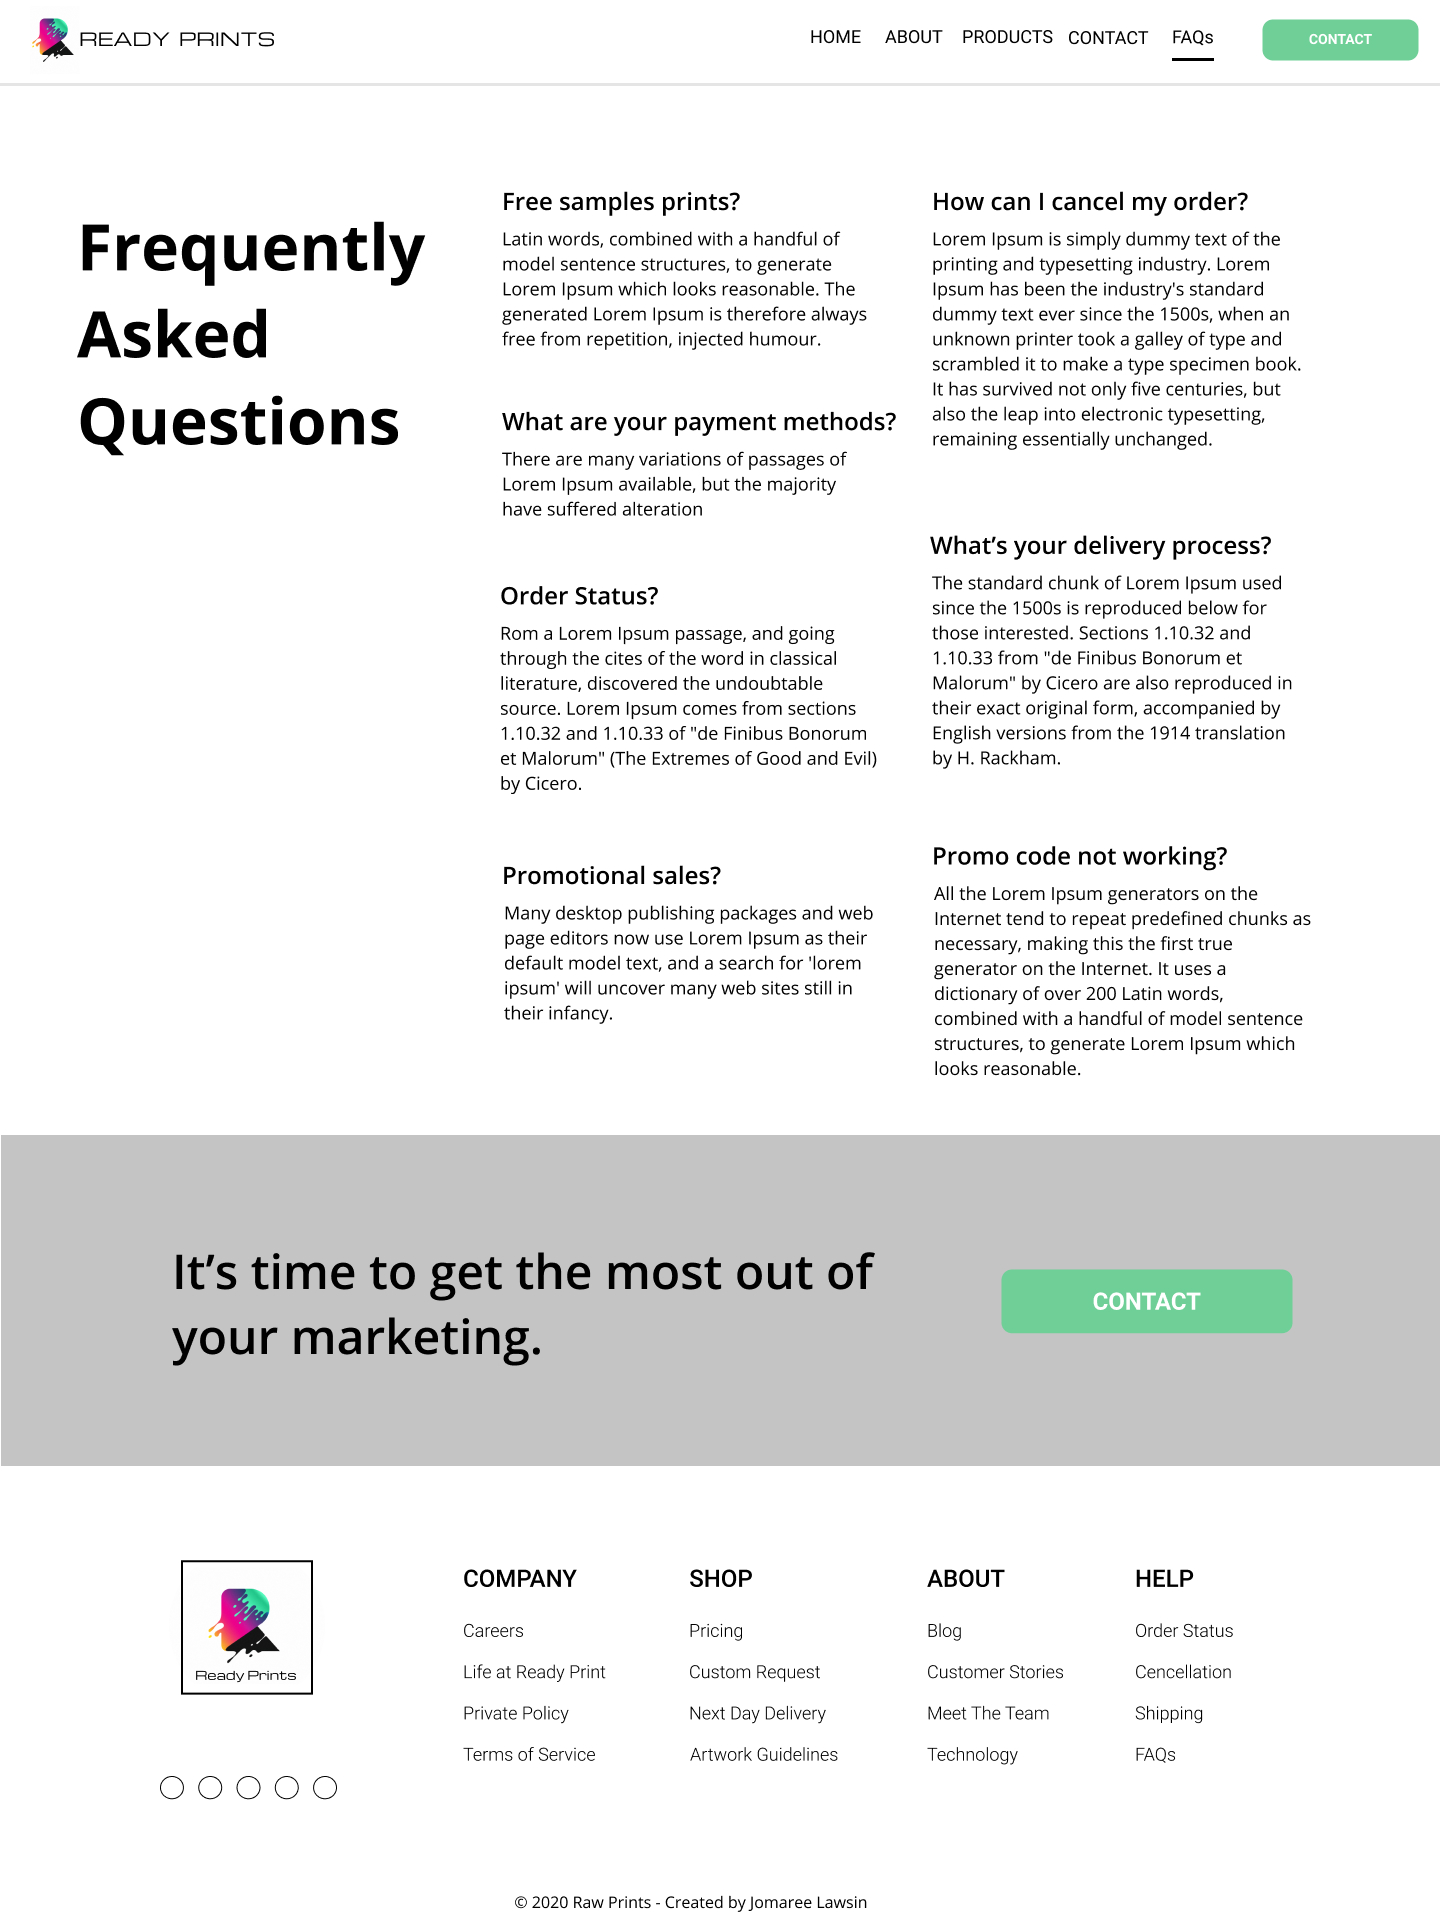 READY PRINTS
HOME ABOUT PRODUCTS CONTACT FAQs CONTACT
Frequently
Asked
Questions
Free samples prints?
Latin words, combined with a handful of
model sentence structures, to generate
Lorem Ipsum which looks reasonable. The
generated Lorem Ipsum is therefore always
free from repetition, injected humour.
What are your payment methods?
There are many variations of passages of
Lorem Ipsum available, but the majority
have suffered alteration
Order Status?
Rom a Lorem Ipsum passage, and going
through the cites of the word in classical
literature, discovered the undoubtable
source. Lorem Ipsum comes from sections
1.10.32 and 1.10.33 of "de Finibus Bonorum
et Malorum" (The Extremes of Good and Evil)
by Cicero.
Promotional sales?
Many desktop publishing packages and web
page editors now use Lorem Ipsum as their
default model text, and a search for 'lorem
ipsum' will uncover many web sites still in
their infancy.
How can I cancel my order?
Lorem Ipsum is simply dummy text of the
printing and typesetting industry. Lorem
Ipsum has been the industry's standard
dummy text ever since the 1500s, when an
unknown printer took a galley of type and
scrambled it to make a type specimen book.
It has survived not only five centuries, but
also the leap into electronic typesetting,
remaining essentially unchanged.
What’s your delivery process?
The standard chunk of Lorem Ipsum used
since the 1500s is reproduced below for
those interested. Sections 1.10.32 and
1.10.33 from "de Finibus Bonorum et
Malorum" by Cicero are also reproduced in
their exact original form, accompanied by
English versions from the 1914 translation
by H. Rackham.
Promo code not working?
All the Lorem Ipsum generators on the
Internet tend to repeat predefined chunks as
necessary, making this the first true
generator on the Internet. It uses a
dictionary of over 200 Latin words,
combined with a handful of model sentence
structures, to generate Lorem Ipsum which
looks reasonable.
It’s time to get the most out of
your marketing.
CONTACT
Ready Prints
COMPANY
Careers
Life at Ready Print
Private Policy
Terms of Service
SHOP
Pricing
Custom Request
Next Day Delivery
Artwork Guidelines
ABOUT
Blog
Customer Stories
Meet The Team
Technology
HELP
Order Status
Cencellation
Shipping
FAQs
© 2020 Raw Prints - Created by Jomaree Lawsin